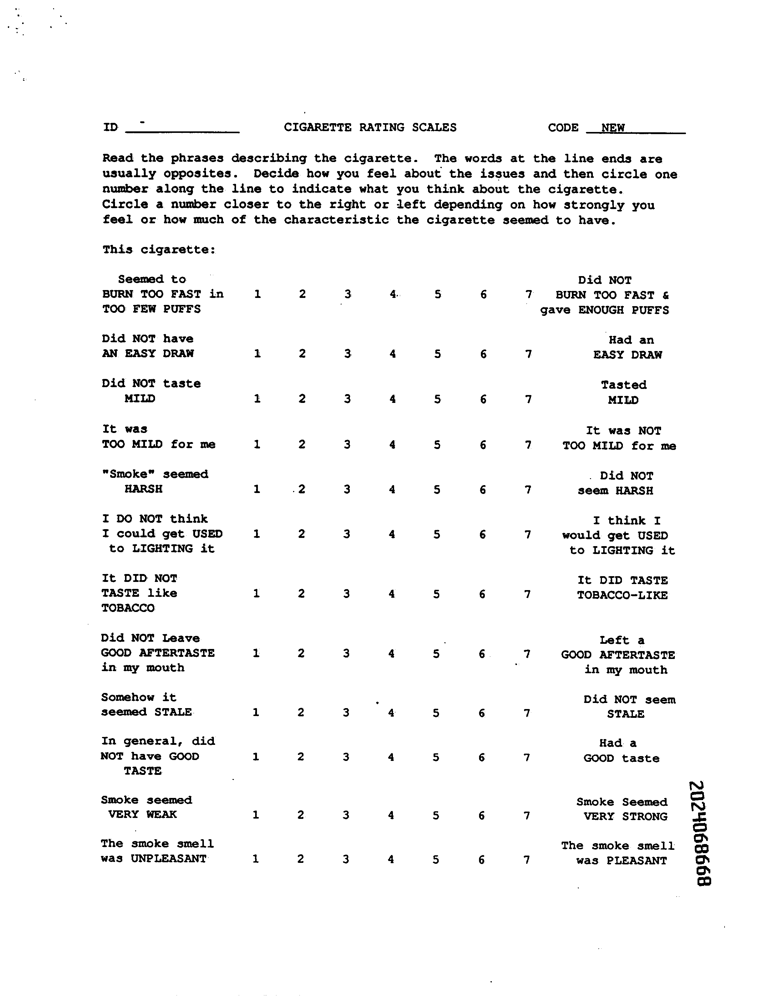 ID ____________ CIGARETTE RATING SCALES CODE NEW
Read the phrases describing the cigarette. The words at the line ends are
usually opposites. Decide how you feel about the issues and then circle one
number along the line to indicate what you think about the cigarette.
Circle a number closer to the right or left depending on how strongly you
feel or how much of the characteristic the cigarette seemed to have.
This cigarette:
Seemed to Did NOT
BURN TOO FAST in 1 2 3 4 5 6 7 BURN TOO FAST &
TOO FEW PUFFS gave ENOUGH PUFFS
Did NOT have Had an
AN EASY DRAW 1 2 3 4 5 6 7 EASY DRAW
Did NOT taste Tasted
MILD 1 2 3 4 5 6 7 MILD
It was It was NOT
TOO MILD for me 1 2 3 4 5 6 7 TOO MILD for me
"Smoke" seemed Did NOT
HARSH 1 2 3 4 5 6 7 seem HARSH
I DO NOT think I think I
I could get USED 1 2 3 4 5 6 7 would get USED
to LIGHTING it to LIGHTING it
It DID NOT It DID TASTE
TASTE like 1 2 3 4 5 6 7 TOBACCO-LIKE
TOBACCO
Did NOT Leave Left a
GOOD AFTERTASTE 1 2 3 4 5 6 7 GOOD AFTERTASTE
in my mouth in my mouth
Somehow it Did NOT seem
seemed STALE 1 2 3 4 5 6 7 STALE
In general, did Had a
NOT have GOOD 1 2 3 4 5 6 7 GOOD taste
TASTE
Smoke seemed Smoke Seemed
VERY WEAK 1 2 3 4 5 6 7 VERY STRONG
The smoke smell The smoke smell
was UNPLEASANT 1 2 3 4 5 6 7 was PLEASANT
2024068668